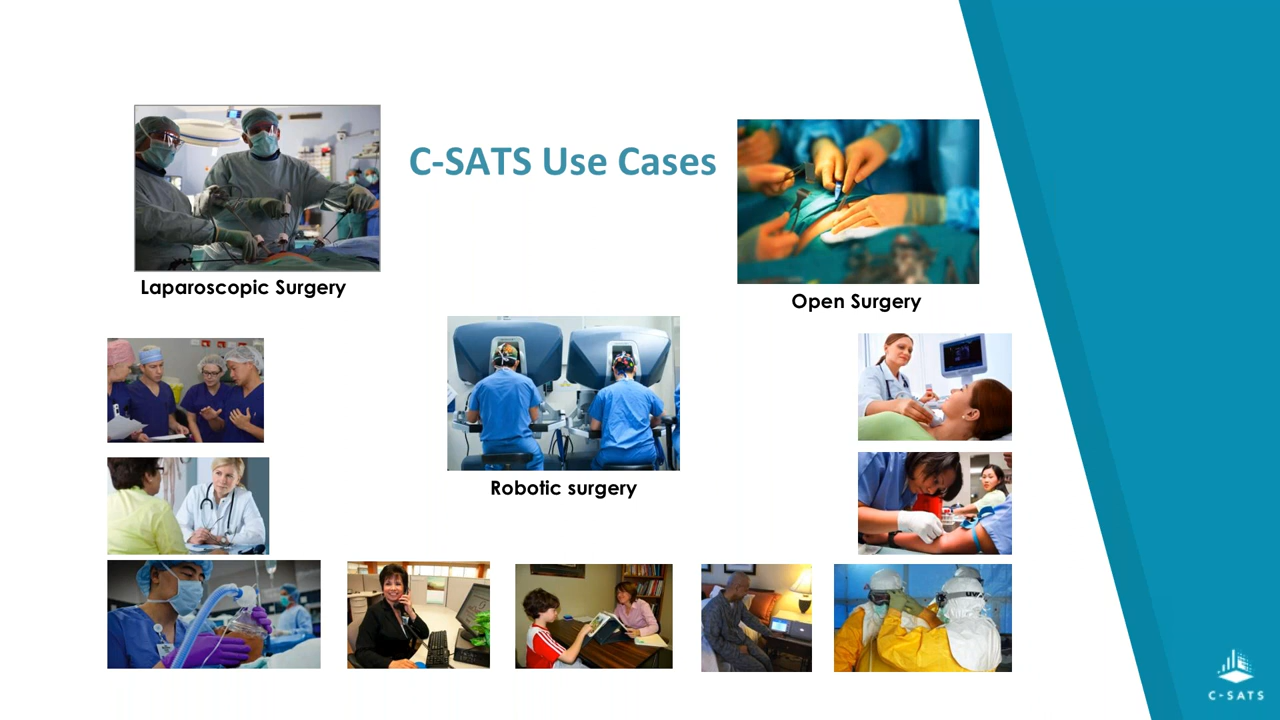 C-SATS Use Cases
Laparoscopic Surgery
Open Surgery
Robotic surgery
C-SATS